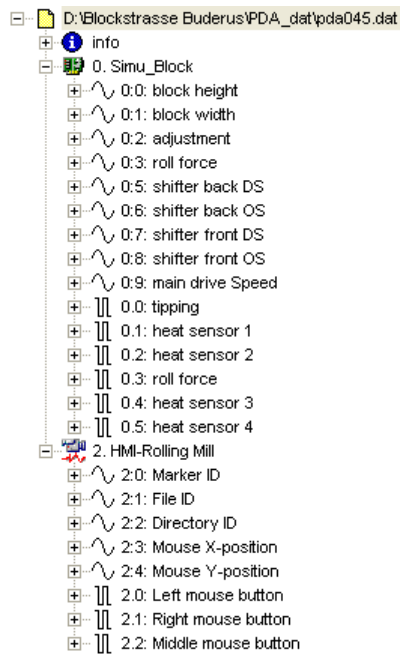 D:\Blockstrasse Buderus\PDA_dat\pda045.dat
info
0. Simu_Block
0:0: block height
0:1: block width
0:2: adjustment
0:3: roll force
0:5: shifter back DS
0:6: shifter back OS
0:7: shifter front DS
0:8: shifter front OS
0:9: main drive Speed
0.0: tipping
0.1: heat sensor 1
0.2: heat sensor 2
0.3: roll force
0.4: heat sensor 3
0.5: heat sensor 4
2. HMI-Rolling Mill
2:0: Marker ID
2:1: File ID
2:2: Directory ID
2:3: Mouse X-position
2:4: Mouse Y-position
2.0: Left mouse button
2.1: Right mouse button
2.2: Middle mouse button